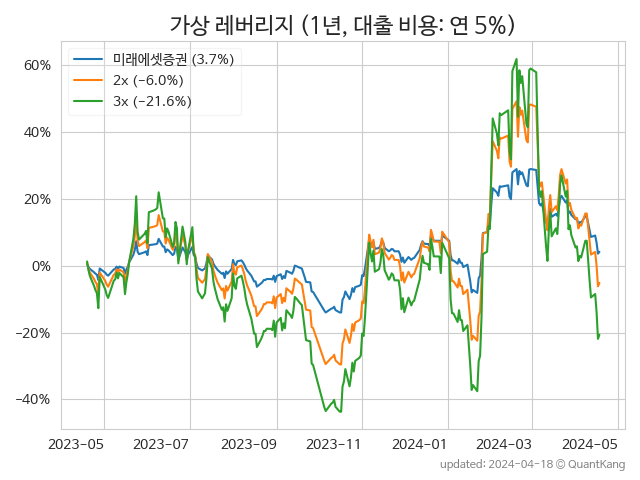 가상 레버리지 (1년, 대출 비용: 연 5%)
미래에셋증권 (3.7%)
2x (−6.0%)
3x (−21.6%)
60%
40%
20%
0%
−20%
−40%
2023-05 2023-07 2023-09 2023-11 2024-01 2024-03 2024-05
updated: 2024-04-18 © QuantKang